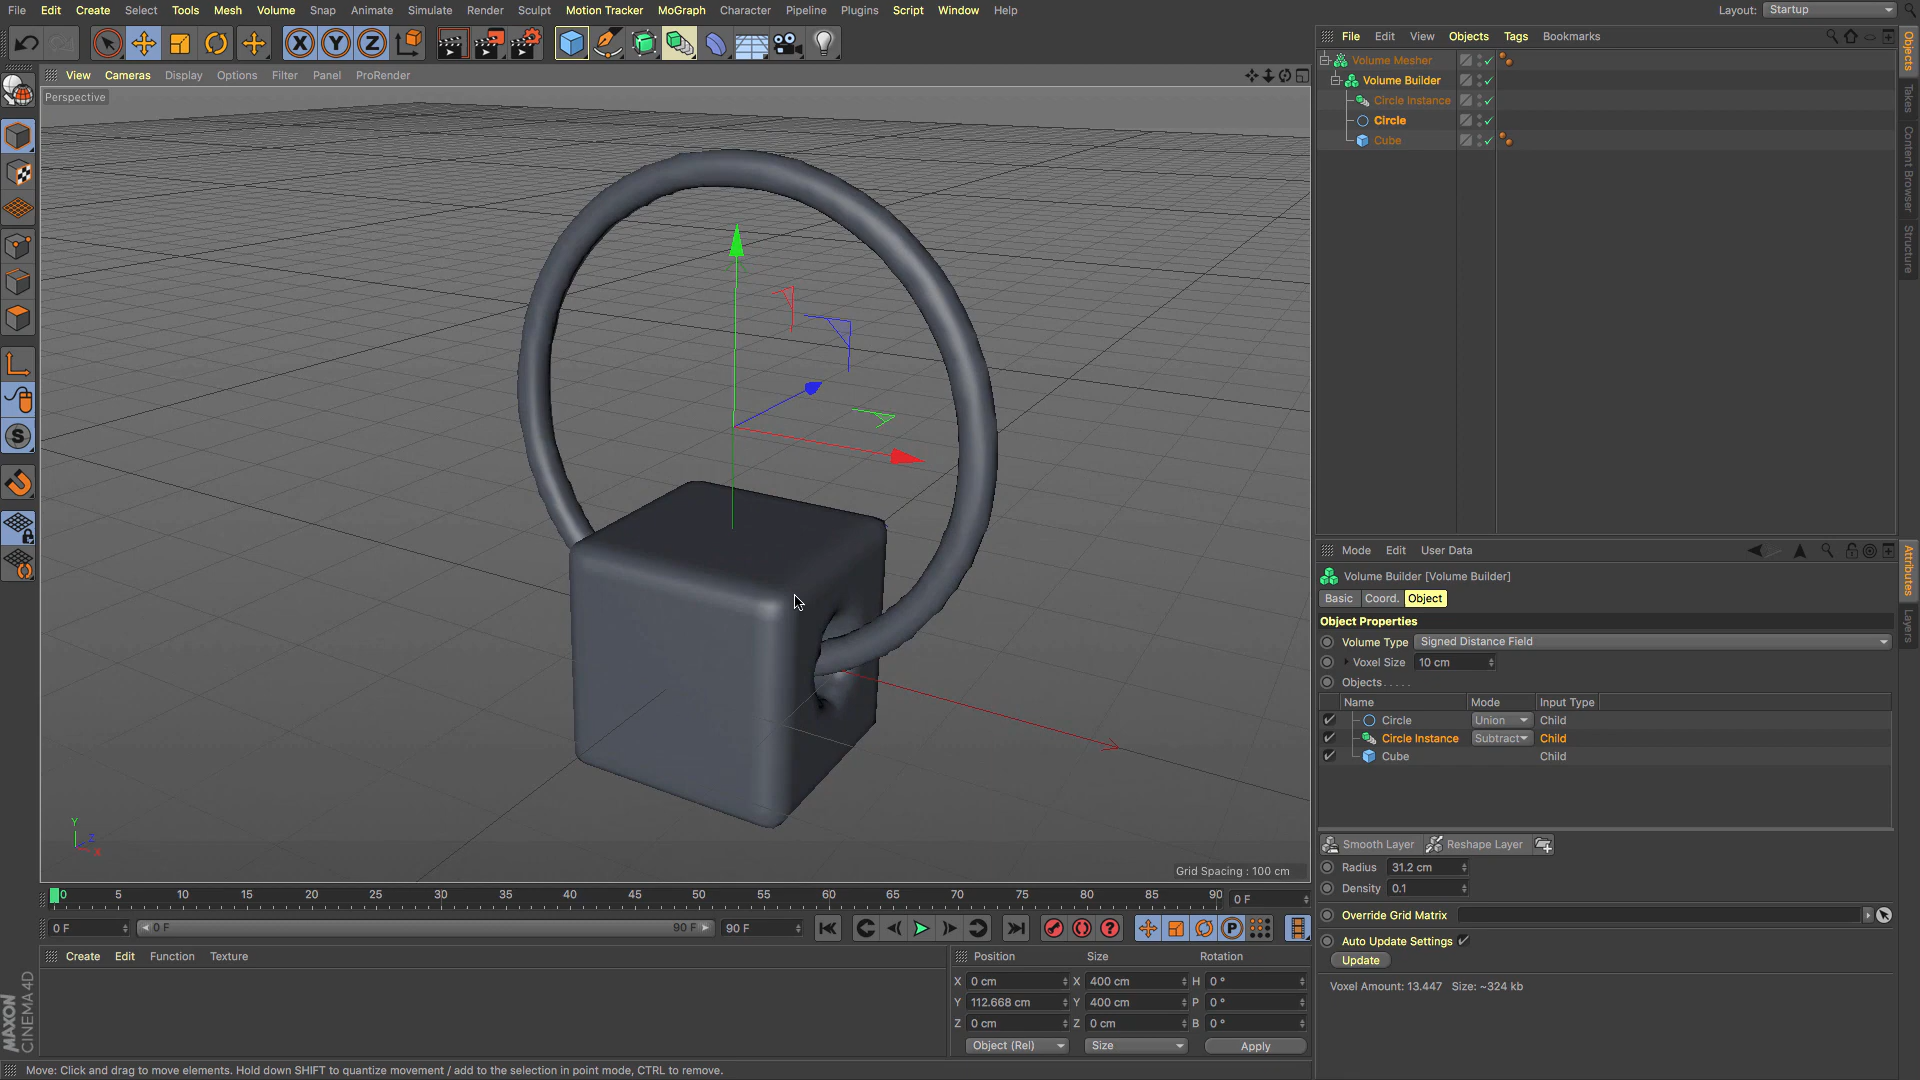 File Edit Create Select Tools Mesh Volume Snap Animate Simulate Render Sculpt Motion Tracker MoGraph Character Pipeline Plugins Script Window Help Layout: Startup
File Edit View Objects Tags Bookmarks
View Cameras Display Options Filter Panel ProRender
Perspective
Volume Mesher
Volume Builder
Circle Instance
Circle
Cube
Objects
Takes
Content Browser
Structure
Mode Edit User Data
Volume Builder [Volume Builder]
Basic Coord. Object
Object Properties
Volume Type Signed Distance Field
Voxel Size 10 cm
Objects . . . . .
Name Mode Input Type
Circle Union Child
Circle Instance Subtract Child
Cube Child
Smooth Layer Reshape Layer
Radius 31.2 cm
Density 0.1
Override Grid Matrix
Auto Update Settings
Update
Voxel Amount: 13.447 Size: ~324 kb
Attributes
Layers
Y
Z
X
Grid Spacing : 100 cm
0 5 10 15 20 25 30 35 40 45 50 55 60 65 70 75 80 85 90 0 F
0 F 0 F 90 F 90 F
Create Edit Function Texture
Position Size Rotation
X 0 cm X 400 cm H 0 °
Y 112.668 cm Y 400 cm P 0 °
Z 0 cm Z 0 cm B 0 °
Object (Rel) Size Apply
MAXON
CINEMA 4D
Move: Click and drag to move elements. Hold down SHIFT to quantize movement / add to the selection in point mode, CTRL to remove.